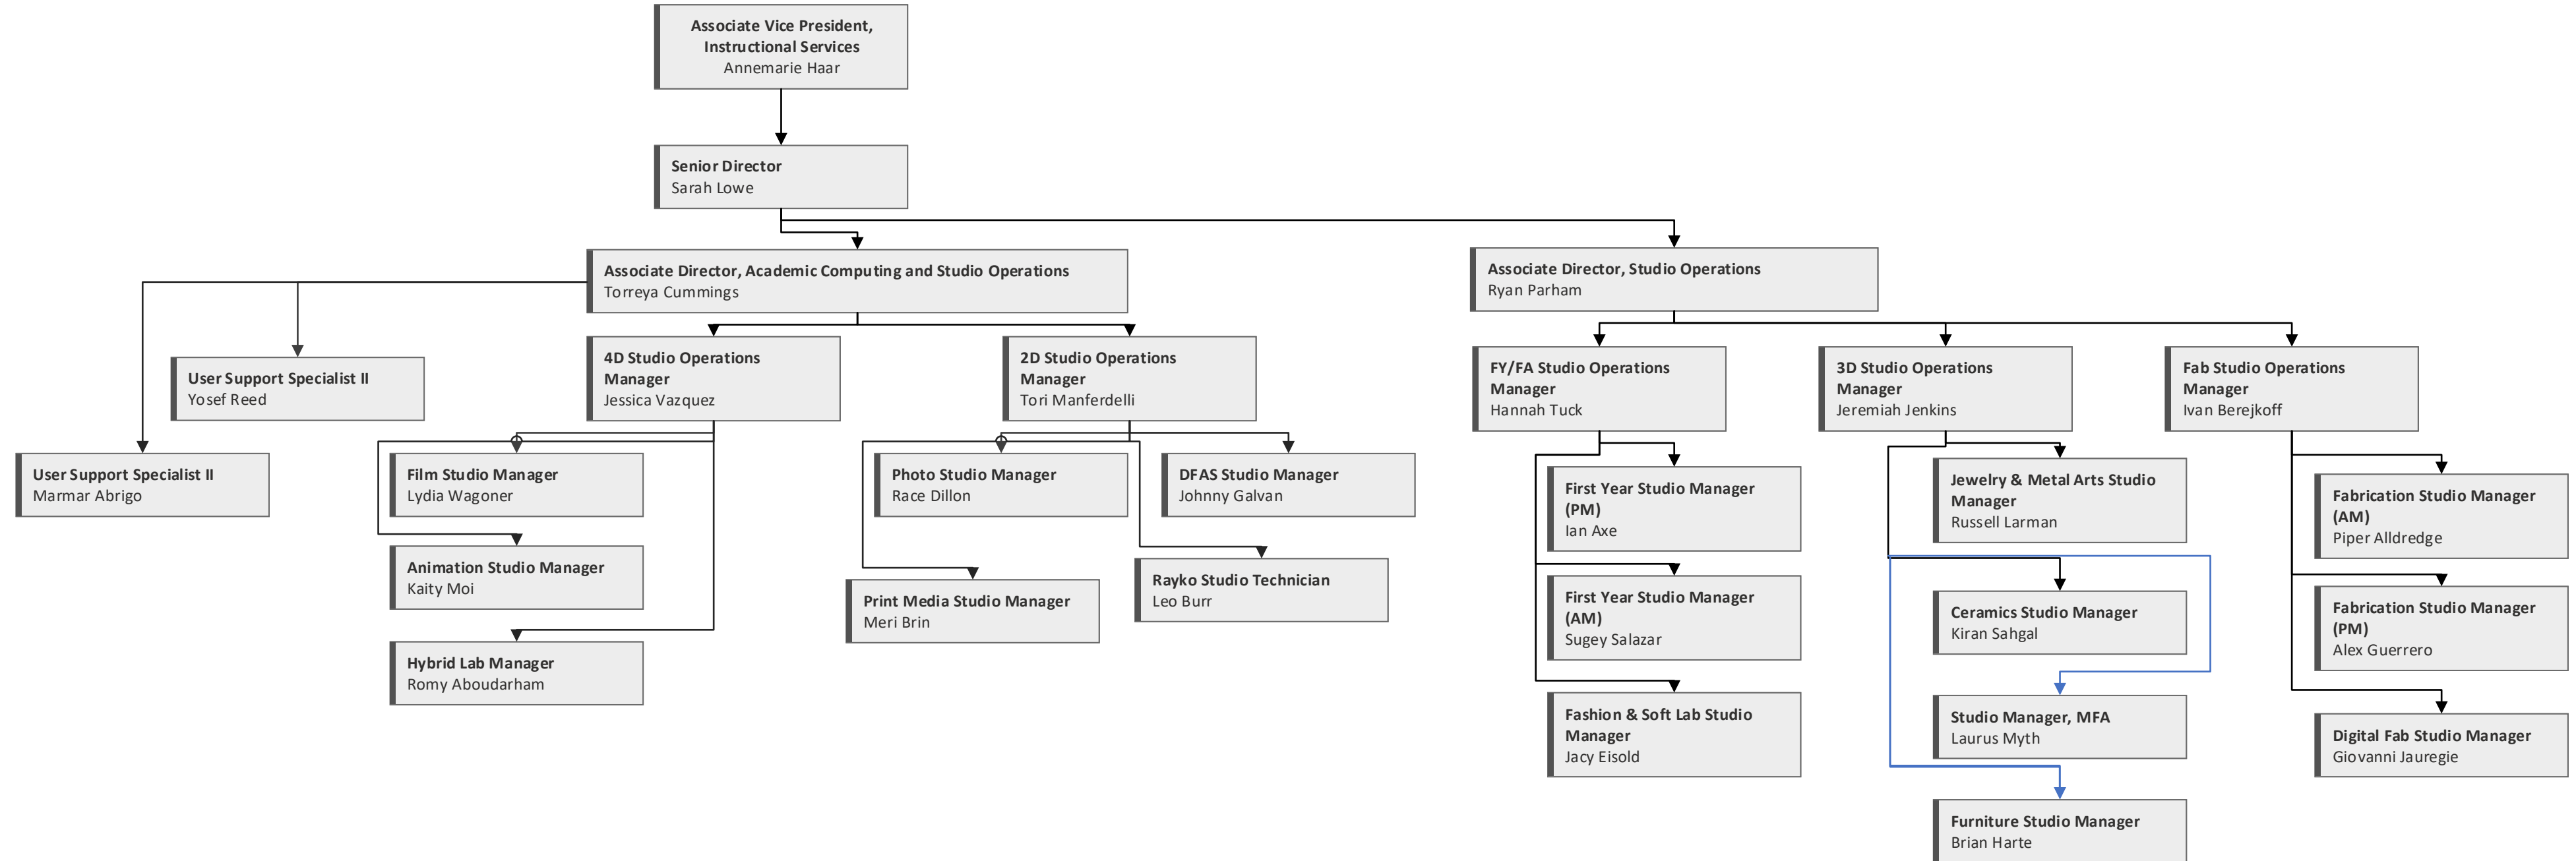 Associate Vice President,
Instructional Services
Annemarie Haar
Senior Director
Sarah Lowe
Associate Director, Academic Computing and Studio Operations
Torreya Cummings
Associate Director, Studio Operations
Ryan Parham
User Support Specialist II
Yosef Reed
User Support Specialist II
Marmar Abrigo
4D Studio Operations
Manager
Jessica Vazquez
2D Studio Operations
Manager
Tori Manferdelli
FY/FA Studio Operations
Manager
Hannah Tuck
3D Studio Operations
Manager
Jeremiah Jenkins
Fab Studio Operations
Manager
Ivan Berejkoff
Film Studio Manager
Lydia Wagoner
Animation Studio Manager
Kaity Moi
Hybrid Lab Manager
Romy Aboudarham
Photo Studio Manager
Race Dillon
DFAS Studio Manager
Johnny Galvan
Print Media Studio Manager
Meri Brin
Rayko Studio Technician
Leo Burr
First Year Studio Manager
(PM)
Ian Axe
First Year Studio Manager
(AM)
Sugey Salazar
Fashion & Soft Lab Studio
Manager
Jacy Eisold
Jewelry & Metal Arts Studio
Manager
Russell Larman
Ceramics Studio Manager
Kiran Sahgal
Studio Manager, MFA
Laurus Myth
Furniture Studio Manager
Brian Harte
Fabrication Studio Manager
(AM)
Piper Alldredge
Fabrication Studio Manager
(PM)
Alex Guerrero
Digital Fab Studio Manager
Giovanni Jauregie